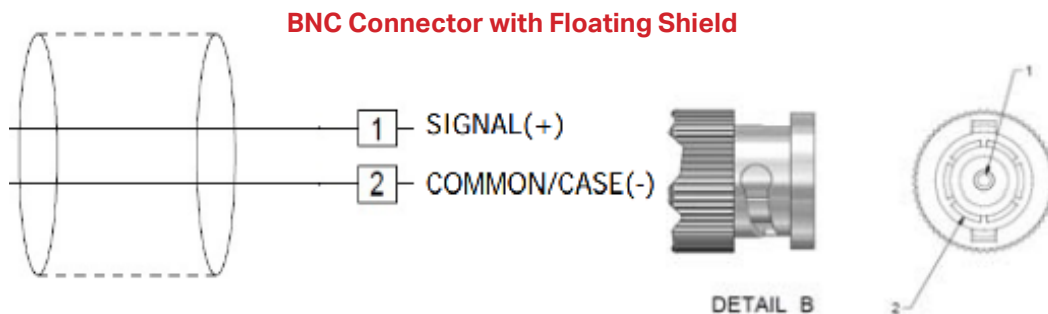 BNC Connector with Floating Shield
1 SIGNAL(+)
2 COMMON/CASE(-)
1
2
DETAIL B